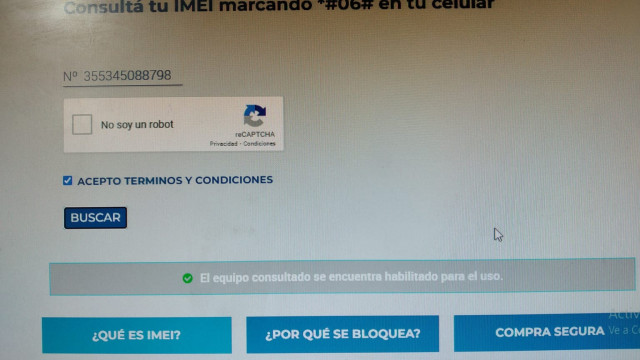 Consultá tu IMEI marcando *#06# en tu celular
Nº 355345088798
No soy un robot
reCAPTCHA
Privacidad - Condiciones
ACEPTO TERMINOS Y CONDICIONES
BUSCAR
El equipo consultado se encuentra habilitado para el uso.
¿QUÉ ES IMEI?
¿POR QUÉ SE BLOQUEA?
COMPRA SEGURA
Ve a C